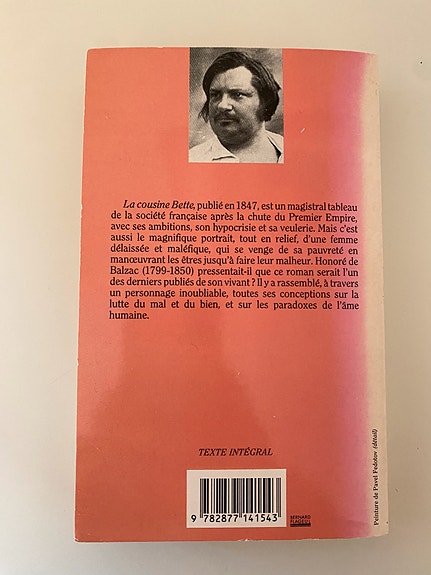 La cousine Bette, publié en 1847, est un magistral tableau
de la société française après la chute du Premier Empire,
avec ses ambitions, son hypocrisie et sa veulerie. Mais c'est
aussi le magnifique portrait, tout en relief, d'une femme
délaissée et maléfique, qui se venge de sa pauvreté en
manœuvrant les êtres jusqu'à faire leur malheur. Honoré de
Balzac (1799-1850) pressentait-il que ce roman serait l'un
des derniers publiés de son vivant ? Il y a rassemblé, à travers
un personnage inoubliable, toutes ses conceptions sur la
lutte du mal et du bien, et sur les paradoxes de l'âme
humaine.
TEXTE INTÉGRAL
9 782877 141543
BERNARD
Peinture de Pavel Fedotov (détail)